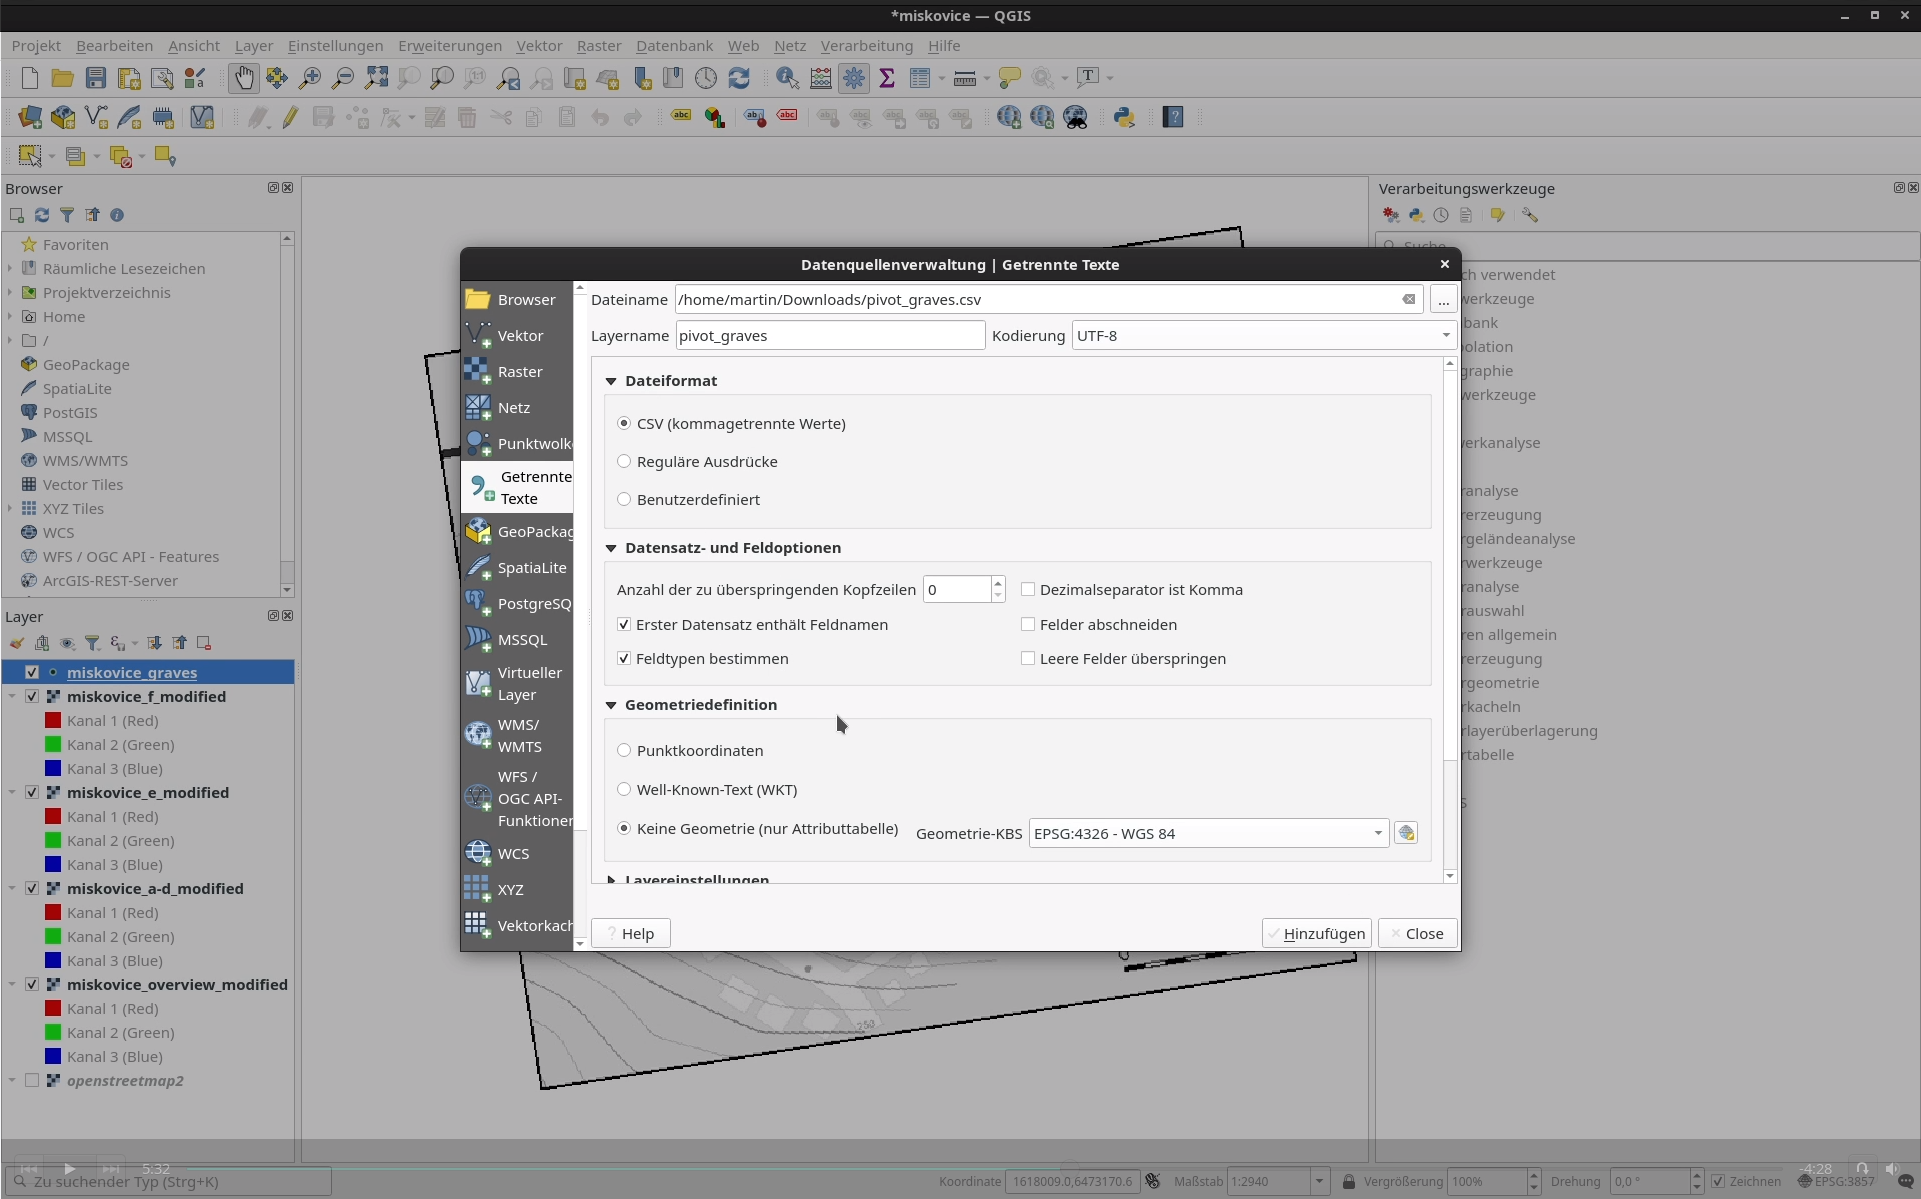 *miskovice — QGIS
Projekt Bearbeiten Ansicht Layer Einstellungen Erweiterungen Vektor Raster Datenbank Web Netz Verarbeitung Hilfe
Browser
Favoriten
Räumliche Lesezeichen
Projektverzeichnis
Home
/
GeoPackage
SpatiaLite
PostGIS
MSSQL
WMS/WMTS
Vector Tiles
XYZ Tiles
WCS
WFS / OGC API - Features
ArcGIS-REST-Server
Layer
miskovice_graves
miskovice_f_modified
Kanal 1 (Red)
Kanal 2 (Green)
Kanal 3 (Blue)
miskovice_e_modified
Kanal 1 (Red)
Kanal 2 (Green)
Kanal 3 (Blue)
miskovice_a-d_modified
Kanal 1 (Red)
Kanal 2 (Green)
Kanal 3 (Blue)
miskovice_overview_modified
Kanal 1 (Red)
Kanal 2 (Green)
Kanal 3 (Blue)
openstreetmap2
Datenquellenverwaltung | Getrennte Texte
Browser
Vektor
Raster
Netz
Punktwolk
Getrennte
Texte
GeoPackag
SpatiaLite
PostgreSQ
MSSQL
Virtueller
Layer
WMS/
WMTS
WFS /
OGC API-
Funktionen
WCS
XYZ
Vektorkach
Dateiname /home/martin/Downloads/pivot_graves.csv ...
Layername pivot_graves Kodierung UTF-8
Dateiformat
CSV (kommagetrennte Werte)
Reguläre Ausdrücke
Benutzerdefiniert
Datensatz- und Feldoptionen
Anzahl der zu überspringenden Kopfzeilen 0 Dezimalseparator ist Komma
Erster Datensatz enthält Feldnamen Felder abschneiden
Feldtypen bestimmen Leere Felder überspringen
Geometriedefinition
Punktkoordinaten
Well-Known-Text (WKT)
Keine Geometrie (nur Attributtabelle) Geometrie-KBS EPSG:4326 - WGS 84
Layereinstellungen
Help Hinzufügen Close
250
Verarbeitungswerkzeuge
Suche
ch verwendet
werkzeuge
bank
polation
graphie
werkzeuge
verkanalyse
ranalyse
rerzeugung
rgeländeanalyse
rwerkzeuge
ranalyse
rauswahl
ren allgemein
rerzeugung
rgeometrie
rkacheln
rlayerüberlagerung
rtabelle
S
5:32 -4:28
Zu suchender Typ (Strg+K) Koordinate 1618009.0,6473170.6 Maßstab 1:2940 Vergrößerung 100% Drehung 0,0 ° Zeichnen EPSG:3857